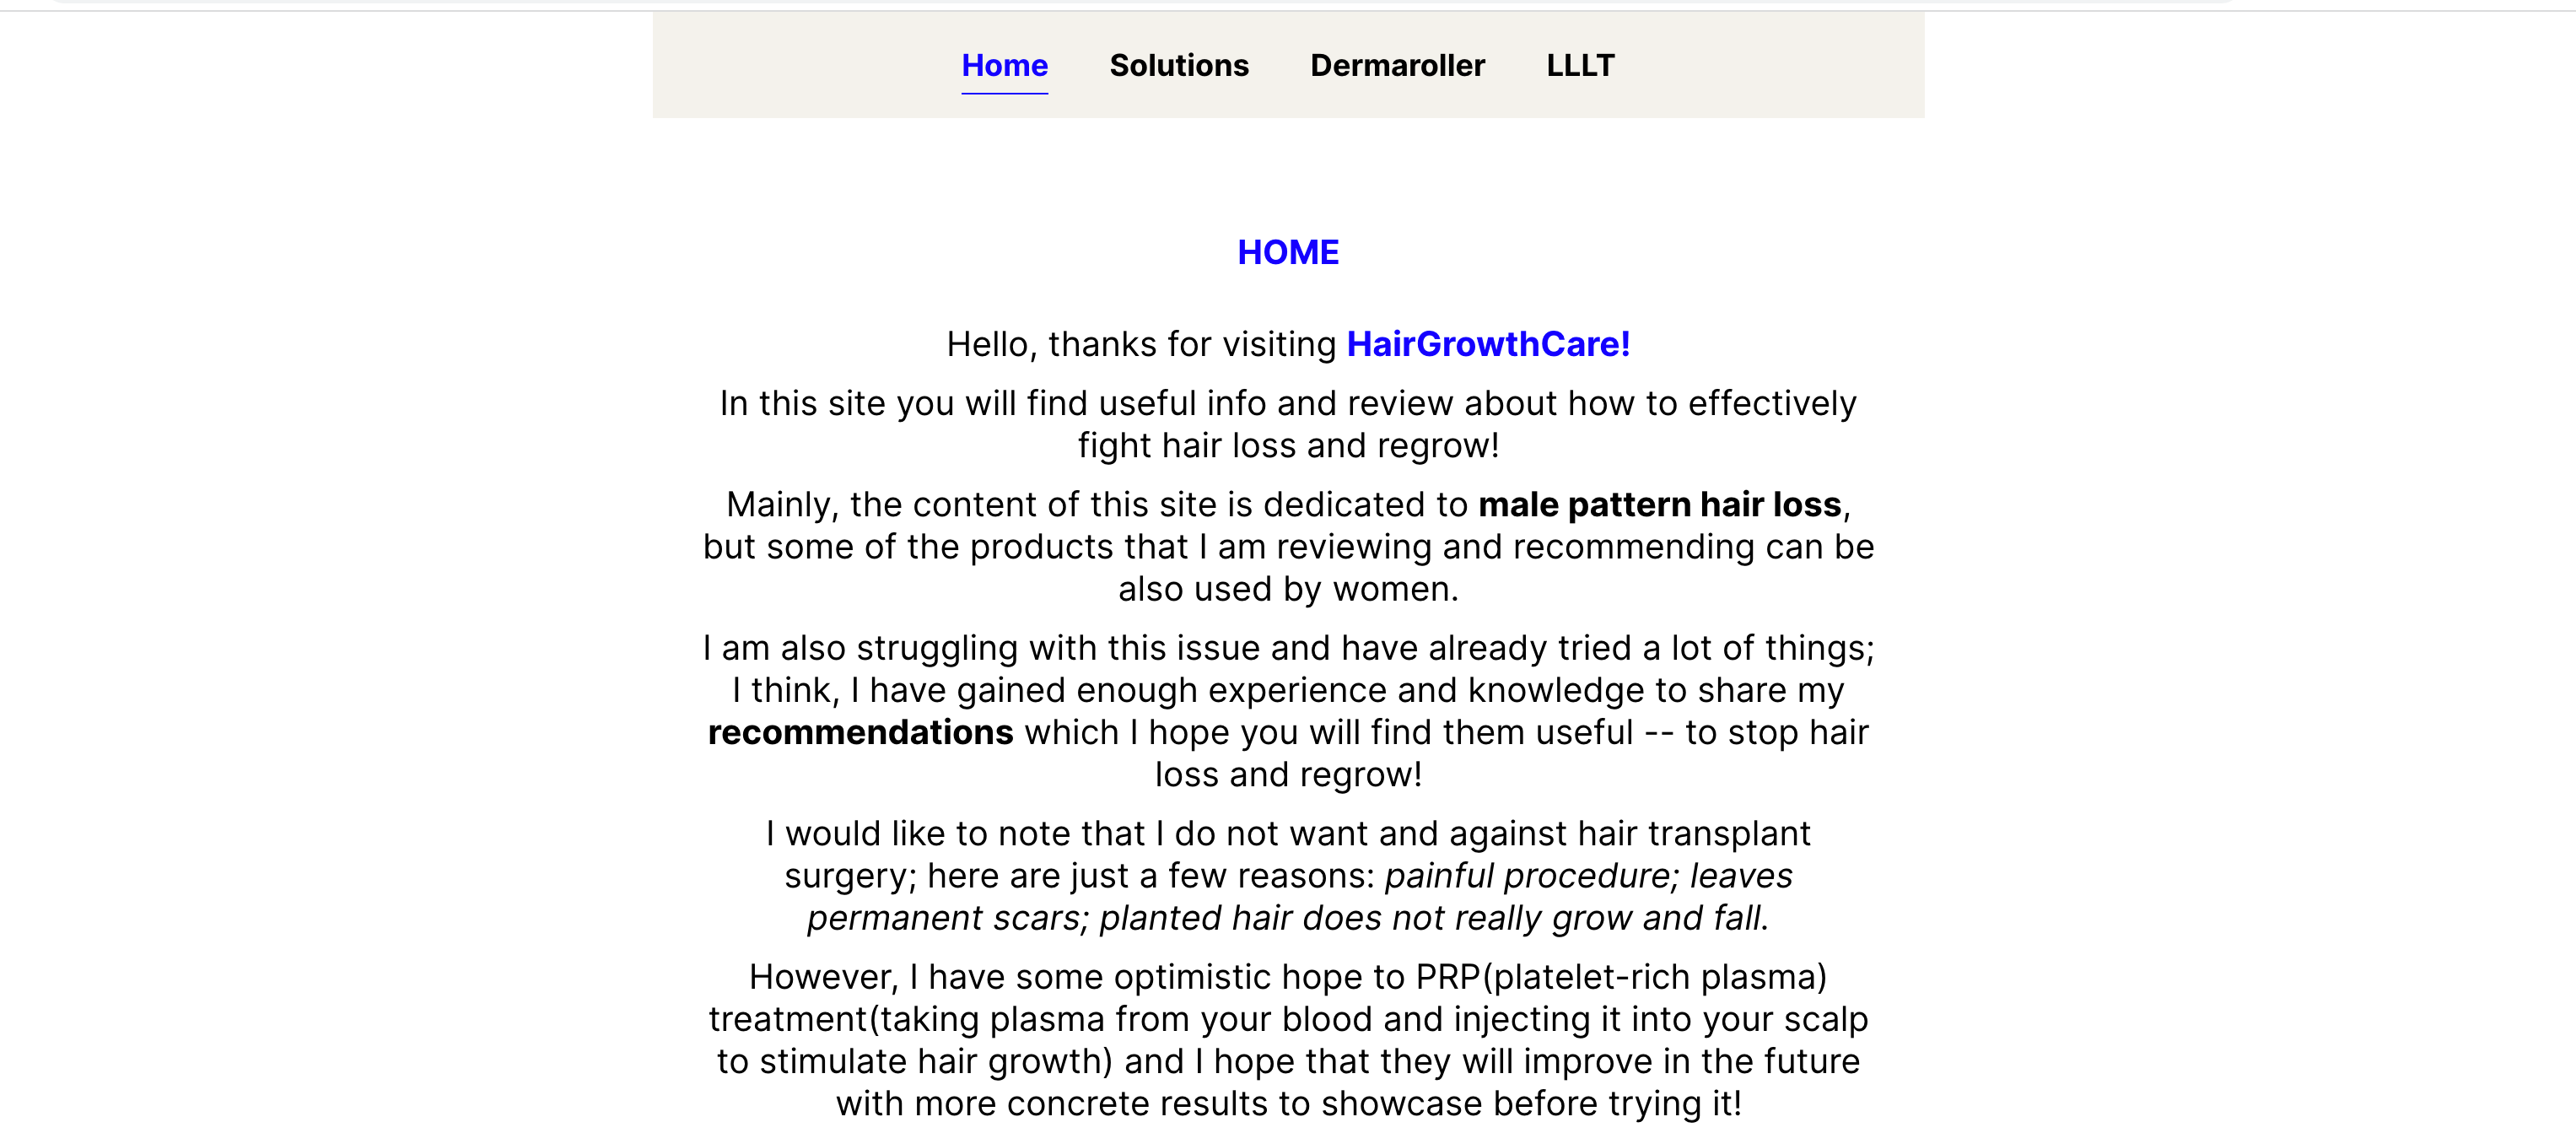 Home Solutions Dermaroller LLLT
HOME
Hello, thanks for visiting HairGrowthCare!
In this site you will find useful info and review about how to effectively
fight hair loss and regrow!
Mainly, the content of this site is dedicated to male pattern hair loss,
but some of the products that I am reviewing and recommending can be
also used by women.
I am also struggling with this issue and have already tried a lot of things;
I think, I have gained enough experience and knowledge to share my
recommendations which I hope you will find them useful -- to stop hair
loss and regrow!
I would like to note that I do not want and against hair transplant
surgery; here are just a few reasons: painful procedure; leaves
permanent scars; planted hair does not really grow and fall.
However, I have some optimistic hope to PRP(platelet-rich plasma)
treatment(taking plasma from your blood and injecting it into your scalp
to stimulate hair growth) and I hope that they will improve in the future
with more concrete results to showcase before trying it!